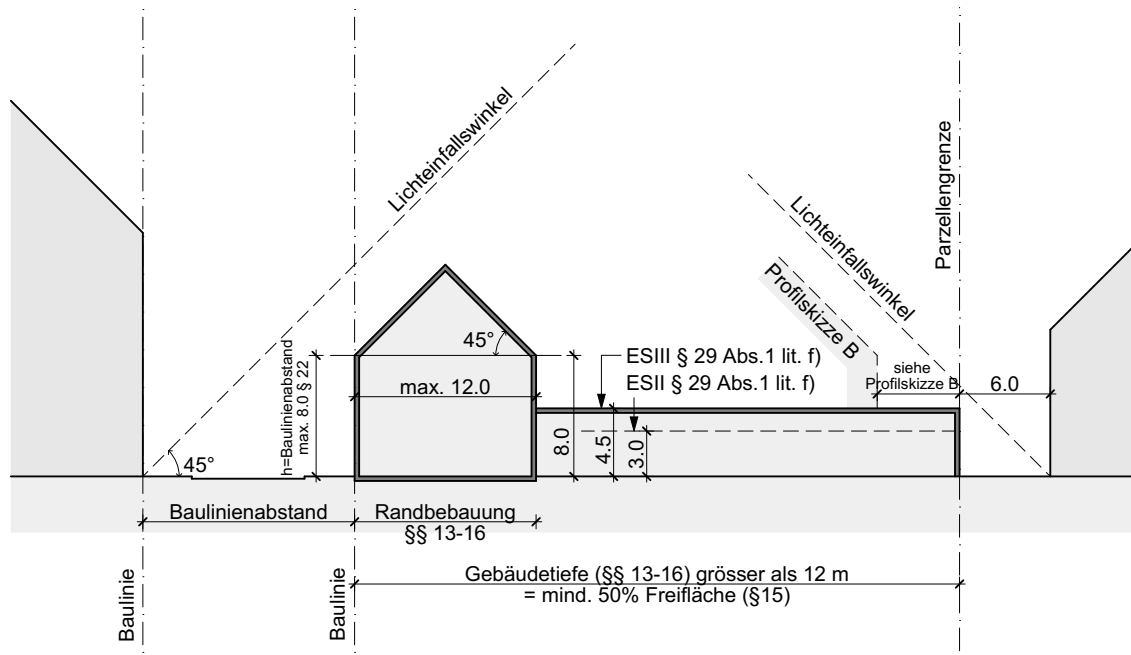 Lichteinfallswinkel
Lichteinfallswinkel
Parzellengrenze
Profilskizze B
45°
ESIII § 29 Abs.1 lit. f)
ESII § 29 Abs.1 lit. f)
siehe
Profilskizze B
6.0
max. 12.0
h=Baulinienabstand
max. 8.0 § 22
8.0
4.5
3.0
45°
Baulinienabstand
Randbebauung
§§ 13-16
Gebäudetiefe (§§ 13-16) grösser als 12 m
= mind. 50% Freifläche (§15)
Baulinie
Baulinie